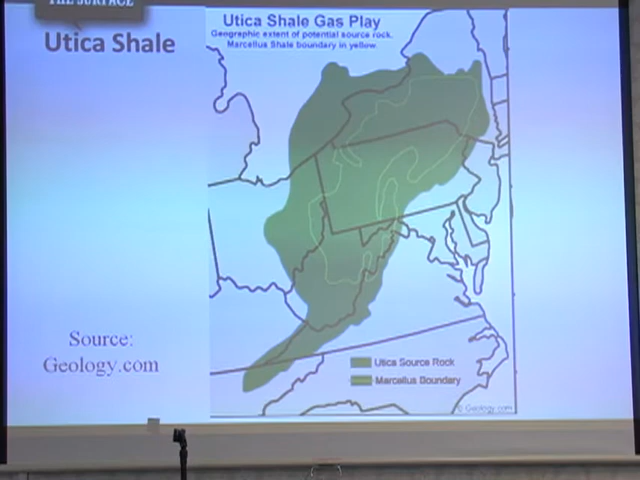 THE SURFACE
Utica Shale
Utica Shale Gas Play
Geographic extent of potential source rock.
Marcellus Shale boundary in yellow.
Source:
Geology.com
Utica Source Rock
Marcellus Boundary
© Geology.com